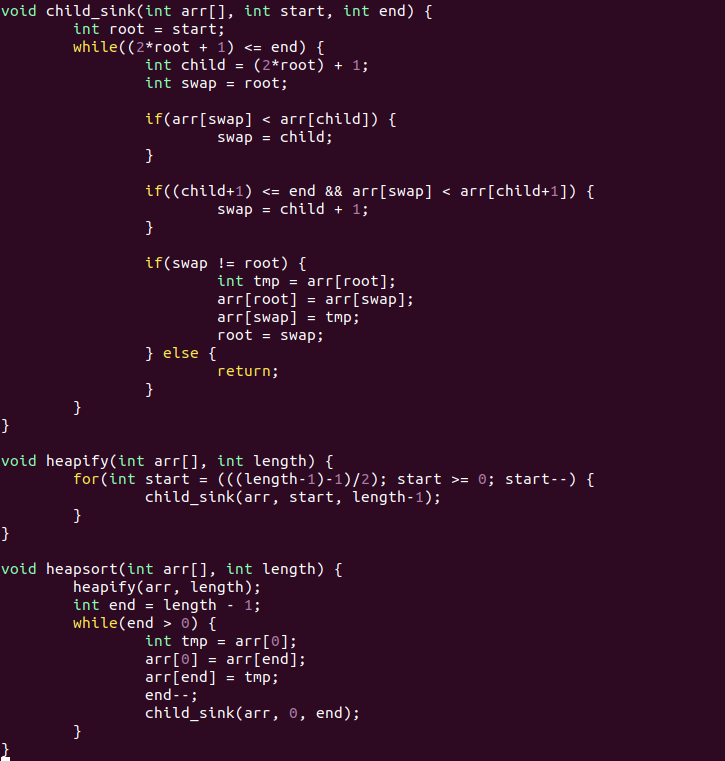 void child_sink(int arr[], int start, int end) {
        int root = start;
        while((2*root + 1) <= end) {
                int child = (2*root) + 1;
                int swap = root;

                if(arr[swap] < arr[child]) {
                        swap = child;
                }

                if((child+1) <= end && arr[swap] < arr[child+1]) {
                        swap = child + 1;
                }

                if(swap != root) {
                        int tmp = arr[root];
                        arr[root] = arr[swap];
                        arr[swap] = tmp;
                        root = swap;
                } else {
                        return;
                }
        }
}

void heapify(int arr[], int length) {
        for(int start = (((length-1)-1)/2); start >= 0; start--) {
                child_sink(arr, start, length-1);
        }
}

void heapsort(int arr[], int length) {
        heapify(arr, length);
        int end = length - 1;
        while(end > 0) {
                int tmp = arr[0];
                arr[0] = arr[end];
                arr[end] = tmp;
                end--;
                child_sink(arr, 0, end);
        }
}